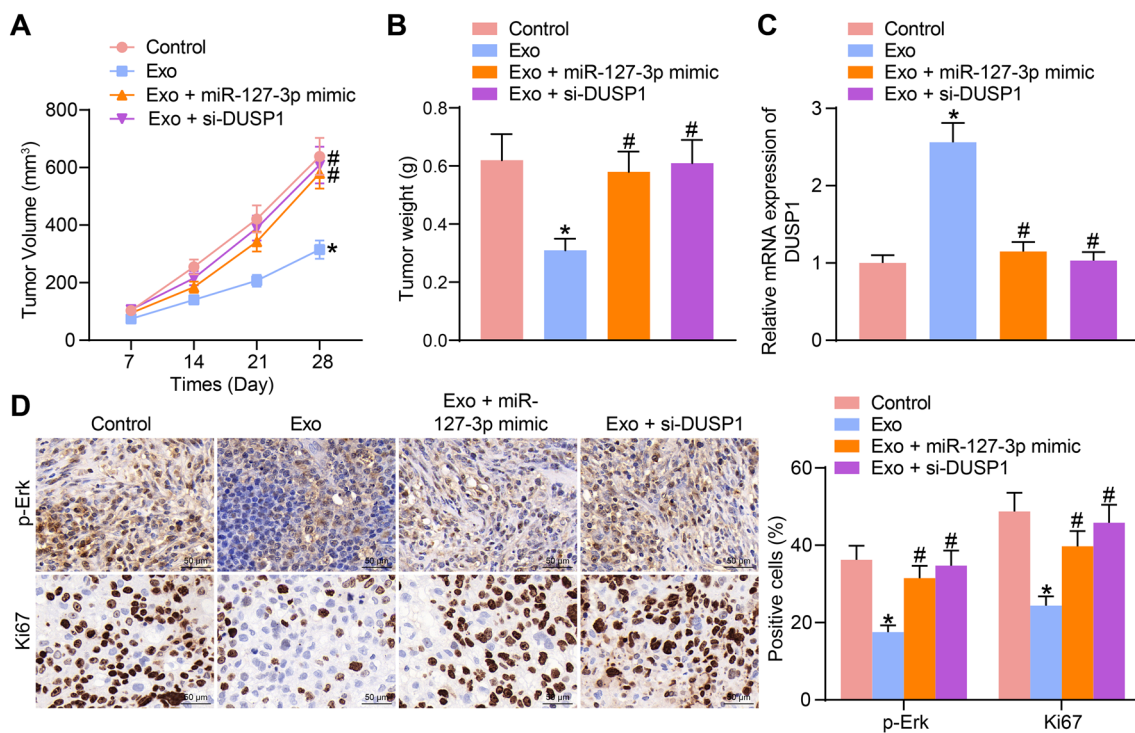 A
Control
Exo
Exo + miR-127-3p mimic
Exo + si-DUSP1
Tumor Volume (mm³)
800
600
400
200
0
#
#
*
7 14 21 28
Times (Day)
B
Control
Exo
Exo + miR-127-3p mimic
Exo + si-DUSP1
Tumor weight (g)
0.8
0.6
0.4
0.2
0.0
*
#
#
C
Control
Exo
Exo + miR-127-3p mimic
Exo + si-DUSP1
Relative mRNA expression of
DUSP1
3
2
1
0
*
#
#
D
Control
Exo
Exo + miR-
127-3p mimic
Exo + si-DUSP1
p-Erk
50 µm
50 µm
50 µm
50 µm
Ki67
50 µm
50 µm
50 µm
50 µm
Control
Exo
Exo + miR-127-3p mimic
Exo + si-DUSP1
Positive cells (%)
60
40
20
0
*
#
#
*
#
#
p-Erk Ki67